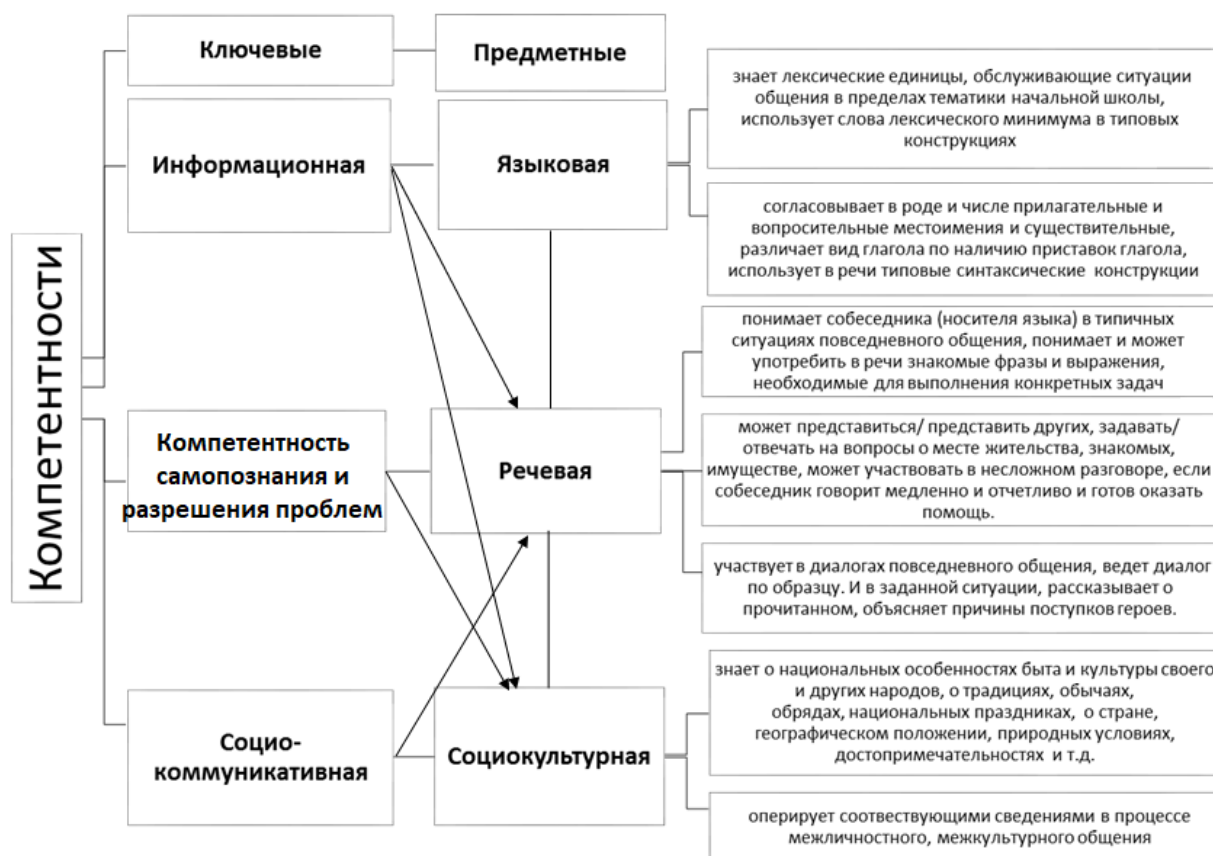 Компетентности
Ключевые
Предметные
Информационная
Языковая
знает лексические единицы, обслуживающие ситуации
общения в пределах тематики начальной школы,
использует слова лексического минимума в типовых
конструкциях
согласовывает в роде и числе прилагательные и
вопросительные местоимения и существительные,
различает вид глагола по наличию приставок глагола,
использует в речи типовые синтаксические конструкции
Компетентность
самопознания и
разрешения проблем
Речевая
понимает собеседника (носителя языка) в типичных
ситуациях повседневного общения, понимает и может
употребить в речи знакомые фразы и выражения,
необходимые для выполнения конкретных задач
может представиться/ представить других, задавать/
отвечать на вопросы о месте жительства, знакомых,
имуществе, может участвовать в несложном разговоре, если
собеседник говорит медленно и отчетливо и готов оказать
помощь.
участвует в диалогах повседневного общения, ведет диалог
по образцу. И в заданной ситуации, рассказывает о
прочитанном, объясняет причины поступков героев.
Социо-
коммуникативная
Социокультурная
знает о национальных особенностях быта и культуры своего
и других народов, о традициях, обычаях,
обрядах, национальных праздниках, о стране,
географическом положении, природных условиях,
достопримечательностях и т.д.
оперирует соотвествующими сведениями в процессе
межличностного, межкультурного общения